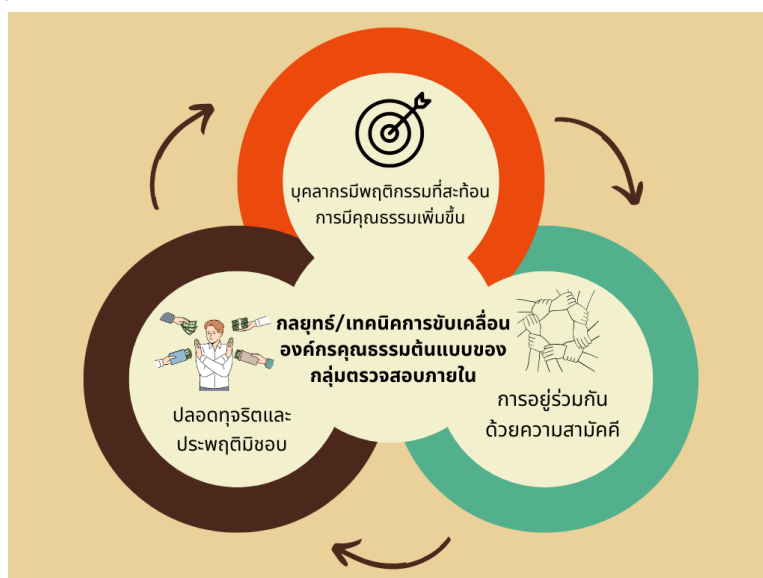 บุคลากรมีพฤติกรรมที่สะท้อน
การมีคุณธรรมเพิ่มขึ้น
กลยุทธ์/เทคนิคการขับเคลื่อน
องค์กรคุณธรรมต้นแบบของ
กลุ่มตรวจสอบภายใน
การอยู่ร่วมกัน
ด้วยความสามัคคี
ปลอดทุจริตและ
ประพฤติมิชอบ